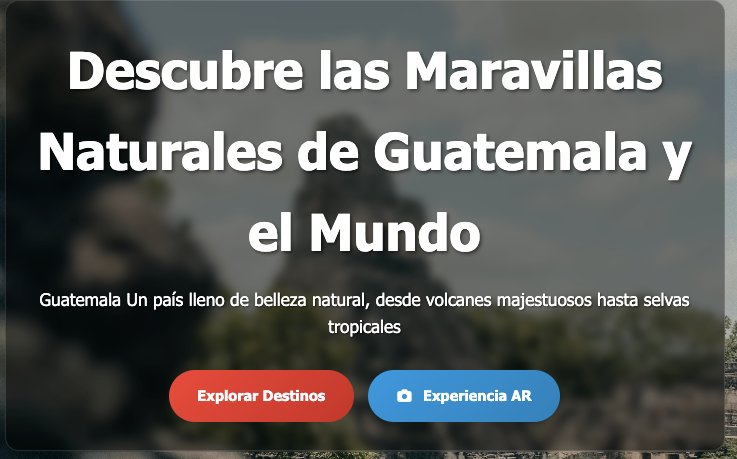 Descubre las Maravillas
Naturales de Guatemala y
el Mundo
Guatemala Un país lleno de belleza natural, desde volcanes majestuosos hasta selvas
tropicales
Explorar Destinos
Experiencia AR